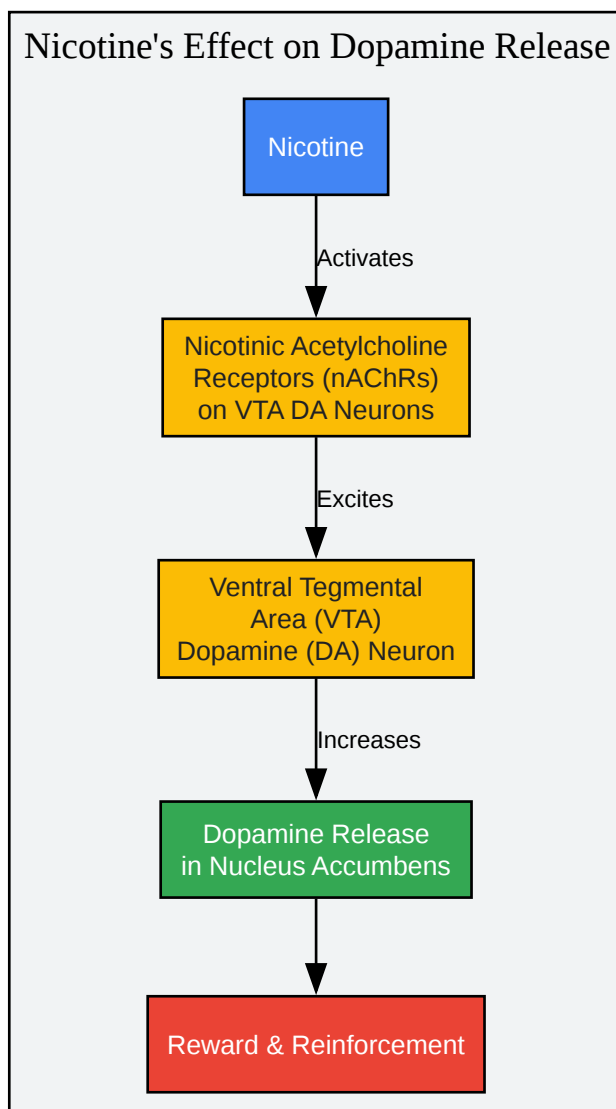 Nicotine's Effect on Dopamine Release
Nicotine
Activates
Nicotinic Acetylcholine
Receptors (nAChRs)
on VTA DA Neurons
Excites
Ventral Tegmental
Area (VTA)
Dopamine (DA) Neuron
Increases
Dopamine Release
in Nucleus Accumbens
Reward & Reinforcement